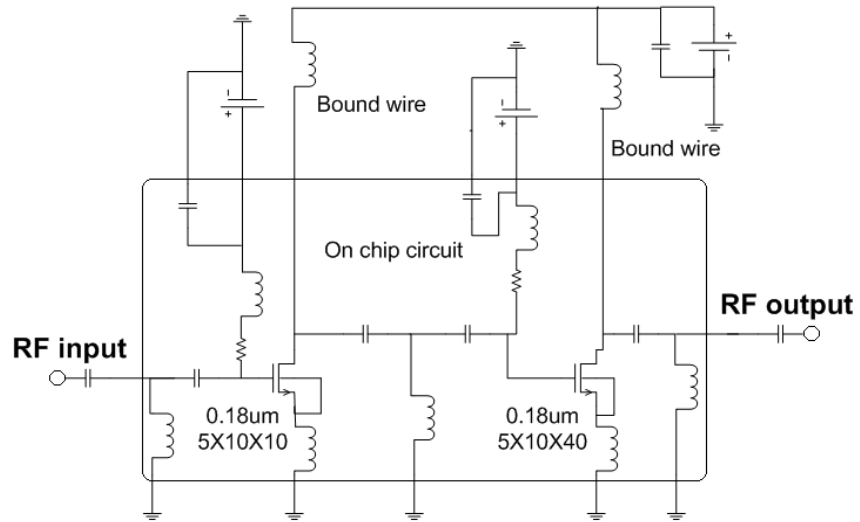 +
-
-
+
Bound wire
-
+
Bound wire
On chip circuit
RF output
RF input
0.18um
5X10X10
0.18um
5X10X40